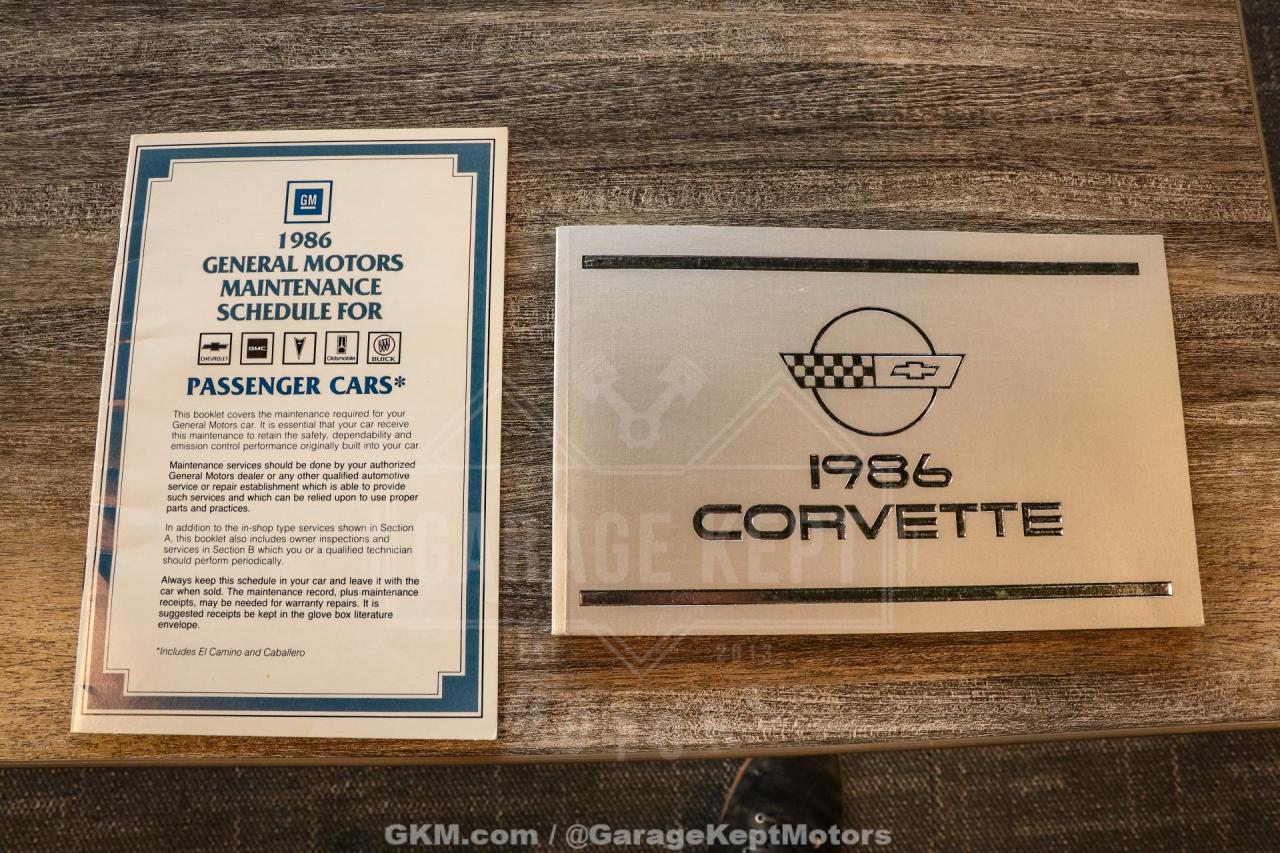 GM
1986
GENERAL MOTORS
MAINTENANCE
SCHEDULE FOR
CHEVROLET GMC Oldsmobile BUICK
PASSENGER CARS*
This booklet covers the maintenance required for your
General Motors car. It is essential that your car receive
this maintenance to retain the safety, dependability and
emission control performance originally built into your car.
Maintenance services should be done by your authorized
General Motors dealer or any other qualified automotive
service or repair establishment which is able to provide
such services and which can be relied upon to use proper
parts and practices.
In addition to the in-shop type services shown in Section
A, this booklet also includes owner inspections and
services in Section B which you or a qualified technician
should perform periodically.
Always keep this schedule in your car and leave it with the
car when sold. The maintenance record, plus maintenance
receipts, may be needed for warranty repairs. It is
suggested receipts be kept in the glove box literature
envelope.
*Includes El Camino and Caballero
1986
CORVETTE
GARAGE KEPT
EST 2013
GKM.com / @GarageKeptMotors